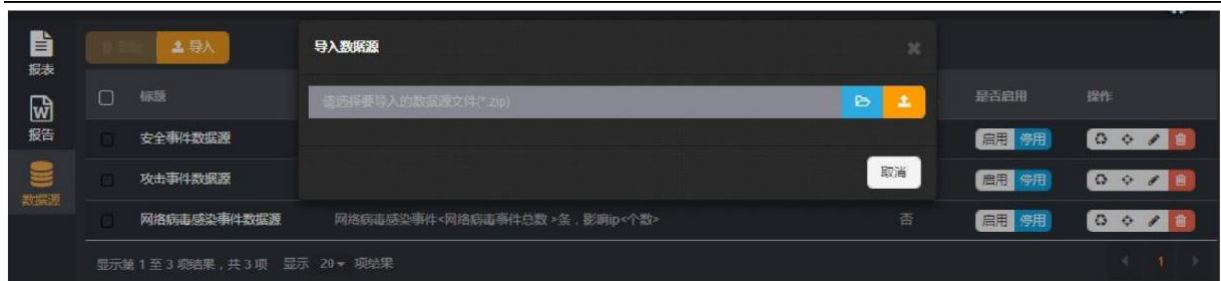 报表
报告
数据源
删除 导入
导入数据源
请选择要导入的数据源文件(*.zip)
取消
标题 是否启用 操作
安全事件数据源 启用 停用
攻击事件数据源 启用 停用
网络病毒感染事件数据源 网络病毒感染事件<网络病毒事件总数 >条，影响ip<个数> 否 启用 停用
显示第 1 至 3 项结果，共 3 项 显示 20 项结果 1